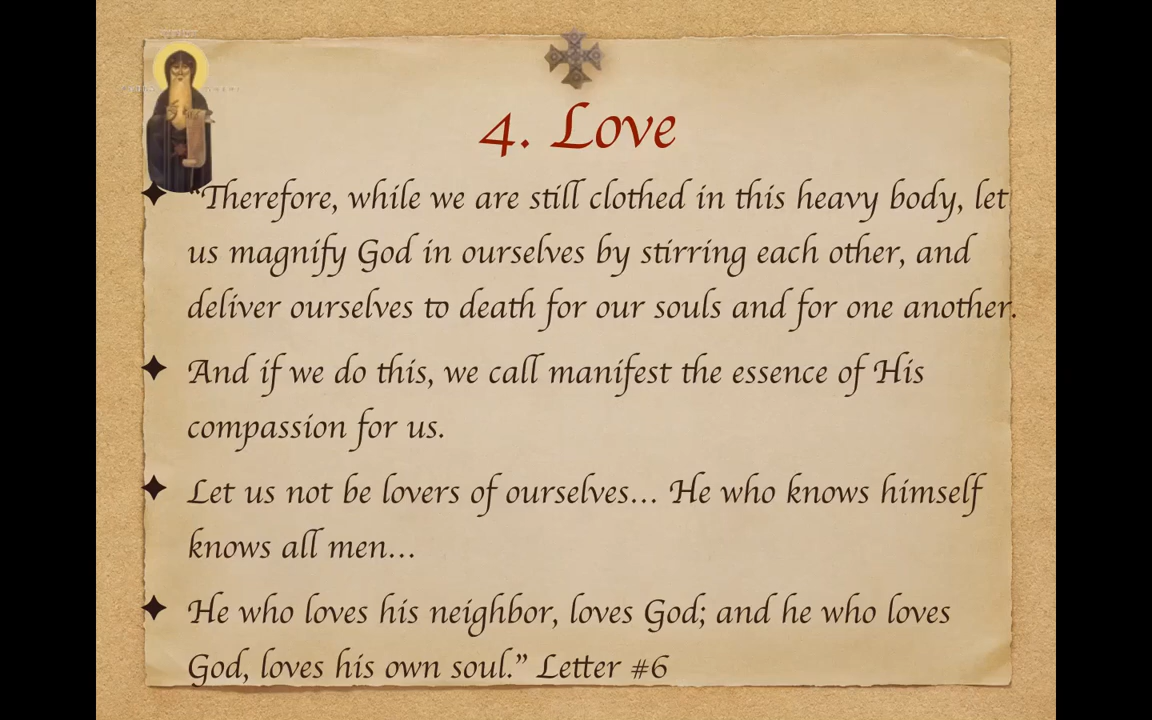 4. Love
“Therefore, while we are still clothed in this heavy body, let
us magnify God in ourselves by stirring each other, and
deliver ourselves to death for our souls and for one another.
And if we do this, we call manifest the essence of His
compassion for us.
Let us not be lovers of ourselves... He who knows himself
knows all men...
He who loves his neighbor, loves God; and he who loves
God, loves his own soul.” Letter #6